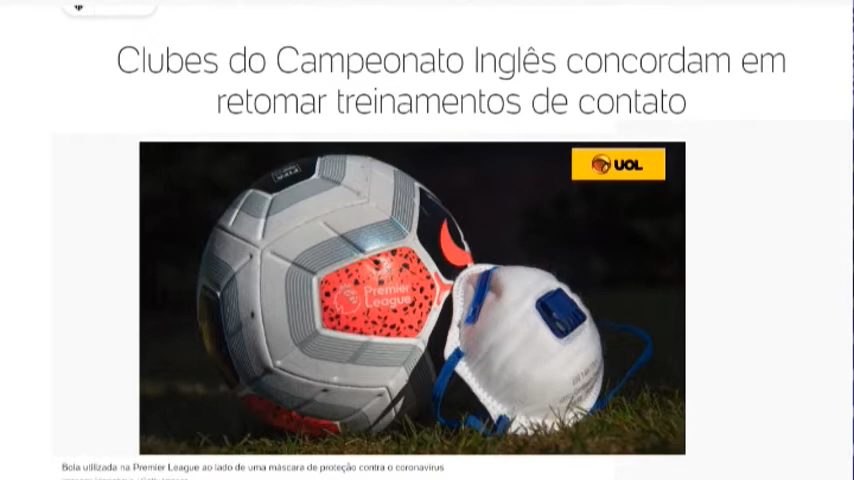 Clubes do Campeonato Inglês concordam em
retomar treinamentos de contato
UOL
Premier
League
Bola utilizada na Premier League ao lado de uma máscara de proteção contra o coronavírus